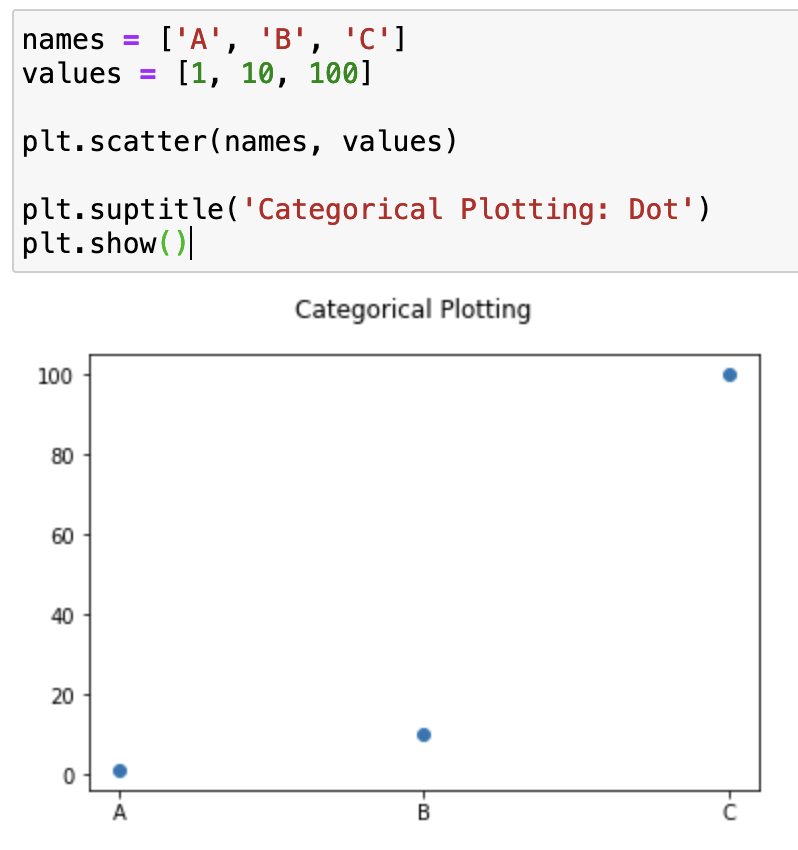 names = ['A', 'B', 'C']
values = [1, 10, 100]
plt.scatter(names, values)
plt.suptitle('Categorical Plotting: Dot')
plt.show()
Categorical Plotting
100
80
60
40
20
0
A B C